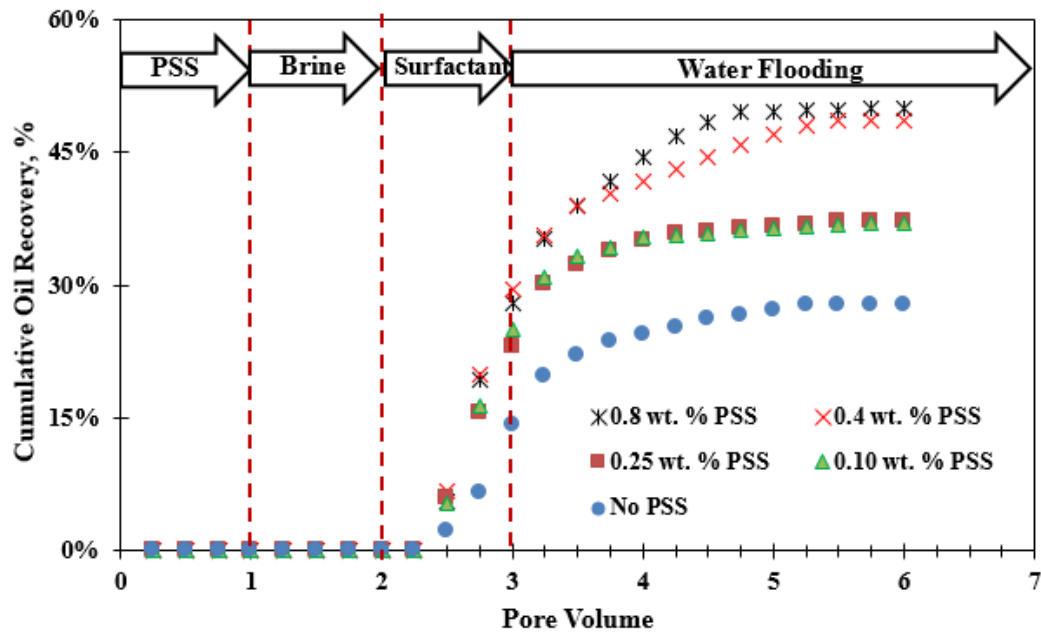 60%
PSS
Brine
Surfactant
Water Flooding
45%
30%
15%
0%
Cumulative Oil Recovery, %
0.8 wt. % PSS
0.4 wt. % PSS
0.25 wt. % PSS
0.10 wt. % PSS
No PSS
0 1 2 3 4 5 6 7
Pore Volume